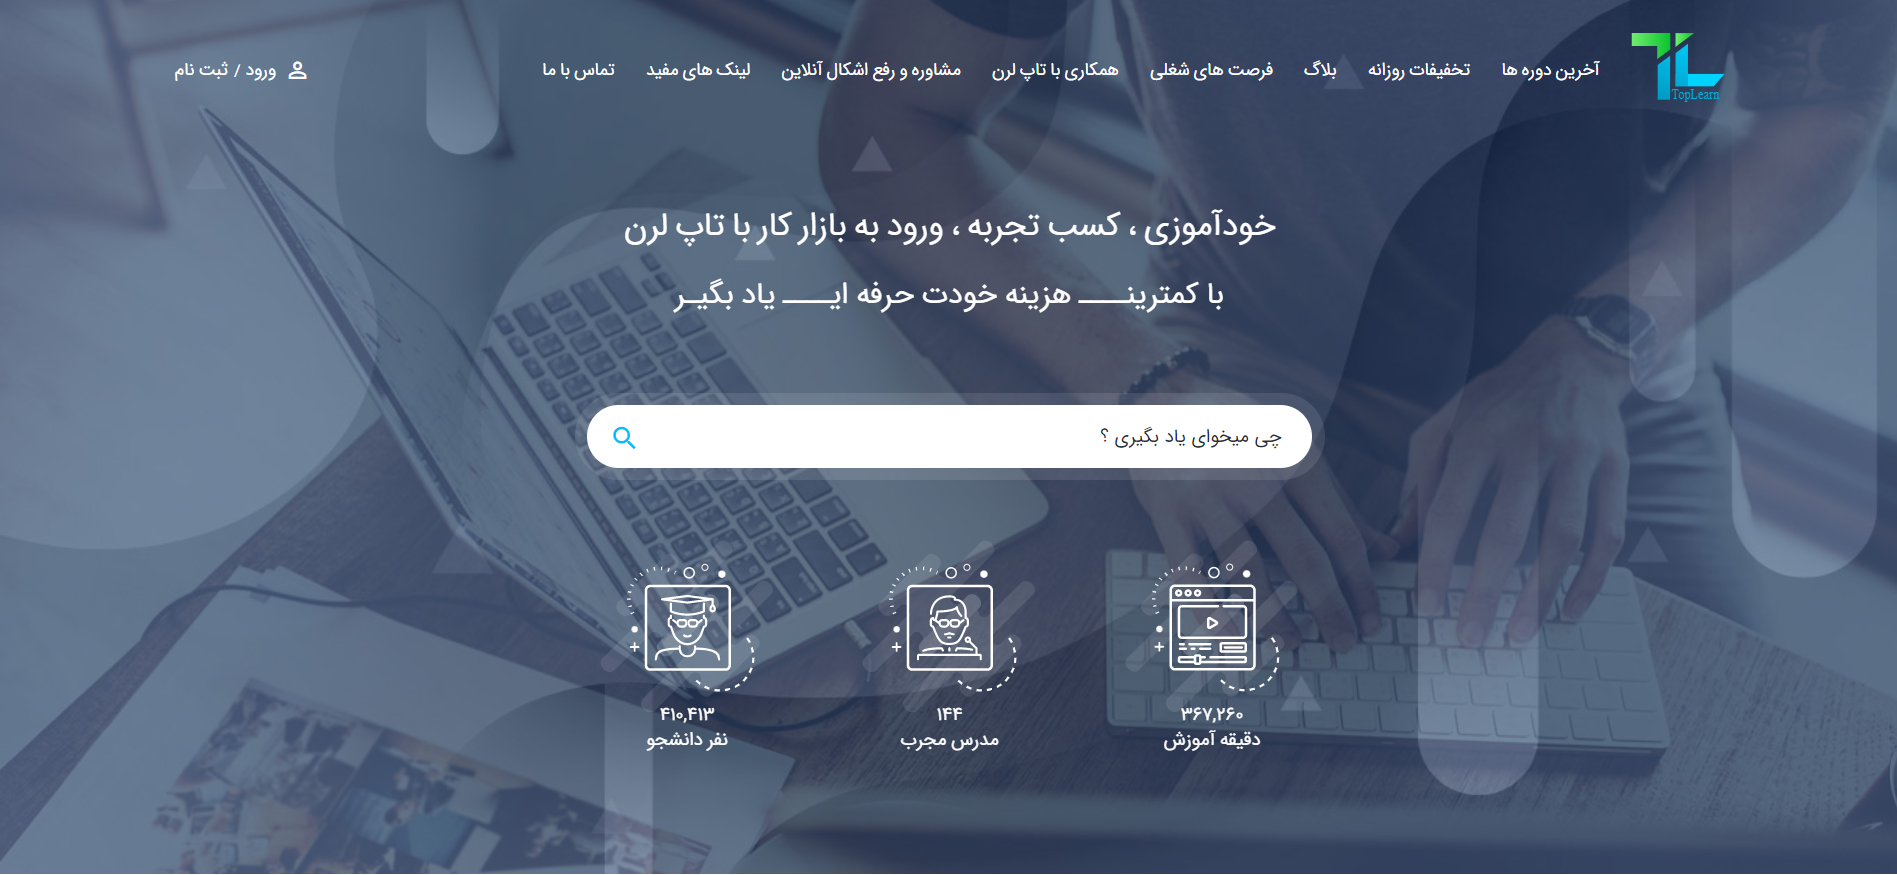 TopLearn
آخرین دوره ها
تخفیفات روزانه
بلاگ
فرصت های شغلی
همکاری با تاپ لرن
مشاوره و رفع اشکال آنلاین
لینک های مفید
تماس با ما
ورود / ثبت نام
خودآموزی ، کسب تجربه ، ورود به بازار کار با تاپ لرن
با کمترینـــــ هزینه خودت حرفه ایـــــ یاد بگیـر
چی میخوای یاد بگیری ؟
۳۶۷,۲۶۰
دقیقه آموزش
۱۴۴
مدرس مجرب
۴۱۰,۴۱۳
نفر دانشجو